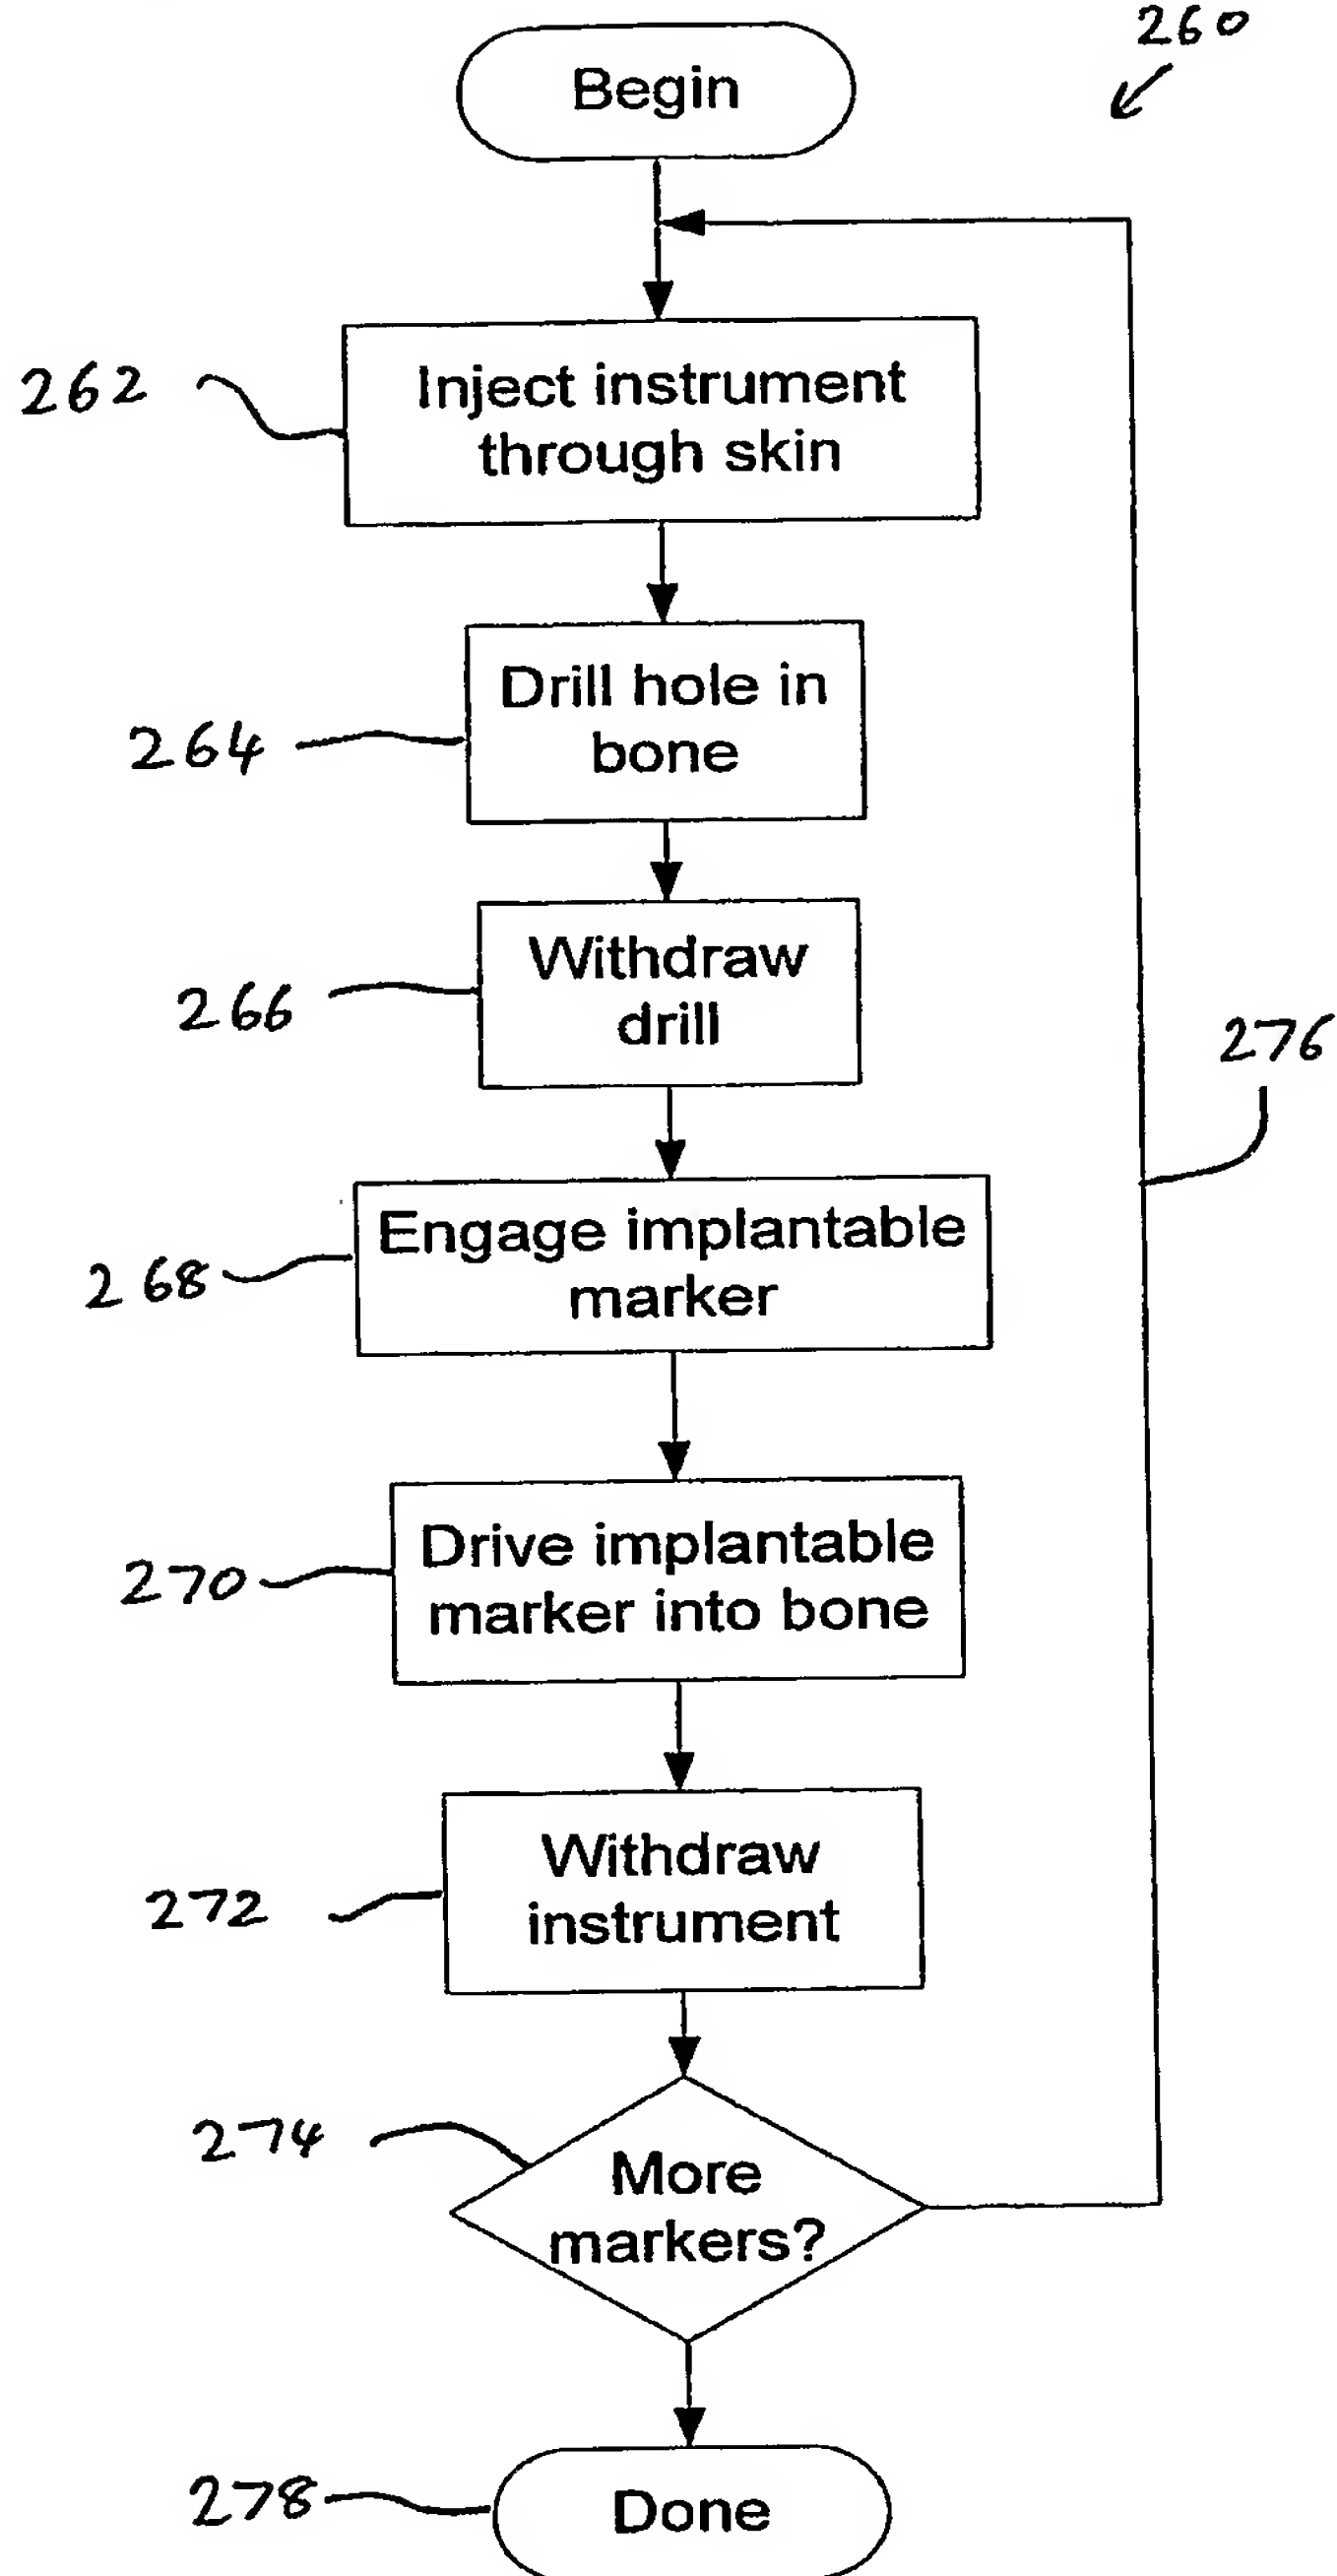 260
Begin
262
Inject instrument
through skin
264
Drill hole in
bone
266
Withdraw
drill
276
268
Engage implantable
marker
270
Drive implantable
marker into bone
272
Withdraw
instrument
274
More
markers?
278
Done